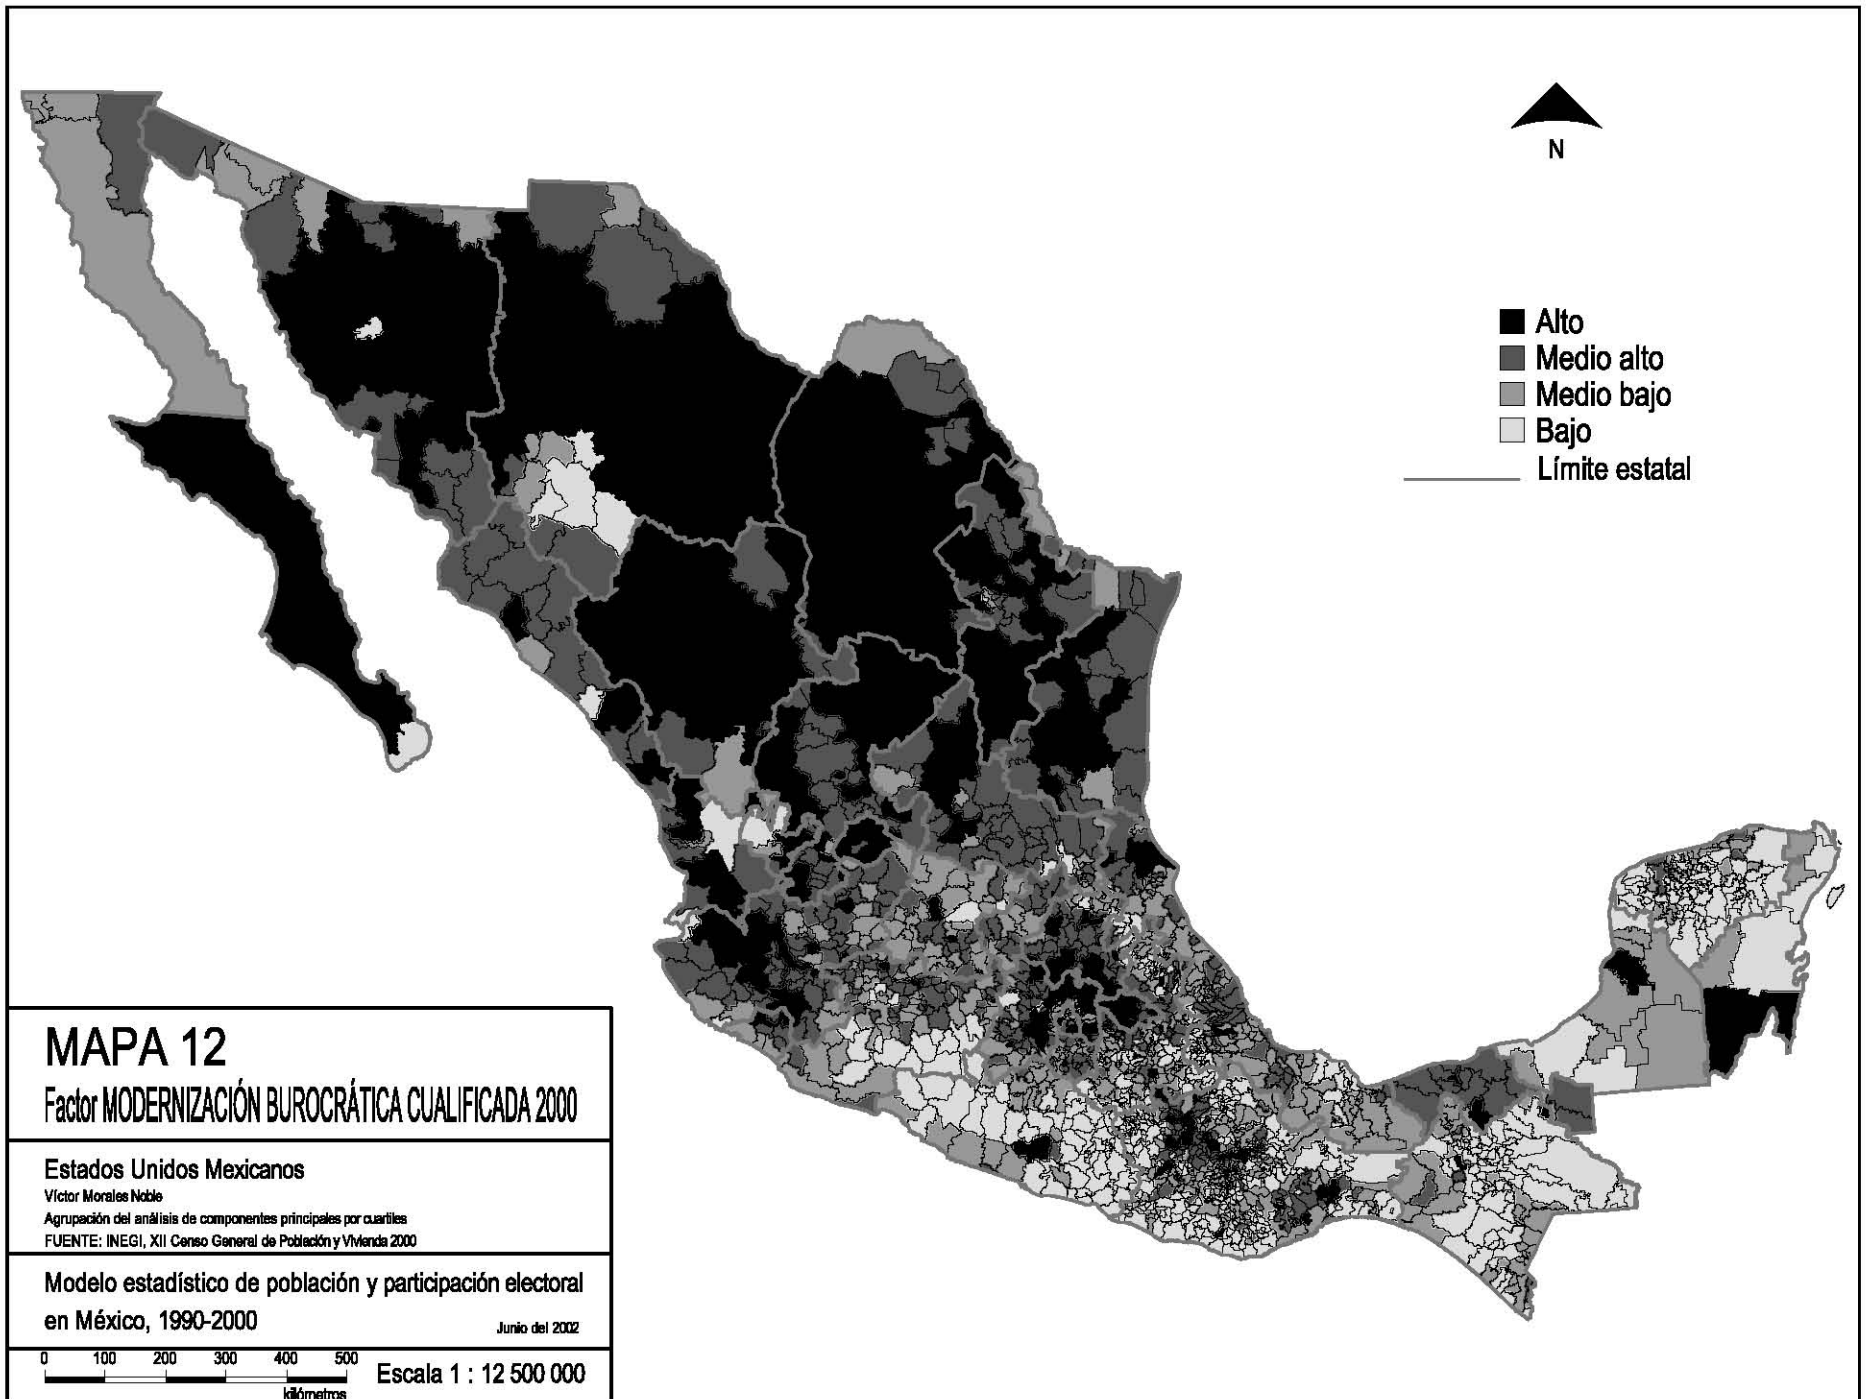 N
Alto
Medio alto
Medio bajo
Bajo
Límite estatal
MAPA 12
Factor MODERNIZACIÓN BUROCRÁTICA CUALIFICADA 2000
Estados Unidos Mexicanos
Víctor Morales Noble
Agrupación del análisis de componentes principales por cuartiles
FUENTE: INEGI, XII Censo General de Población y Vivienda 2000
Modelo estadístico de población y participación electoral
en México, 1990-2000
Junio del 2002
0 100 200 300 400 500
kilómetros
Escala 1 : 12 500 000